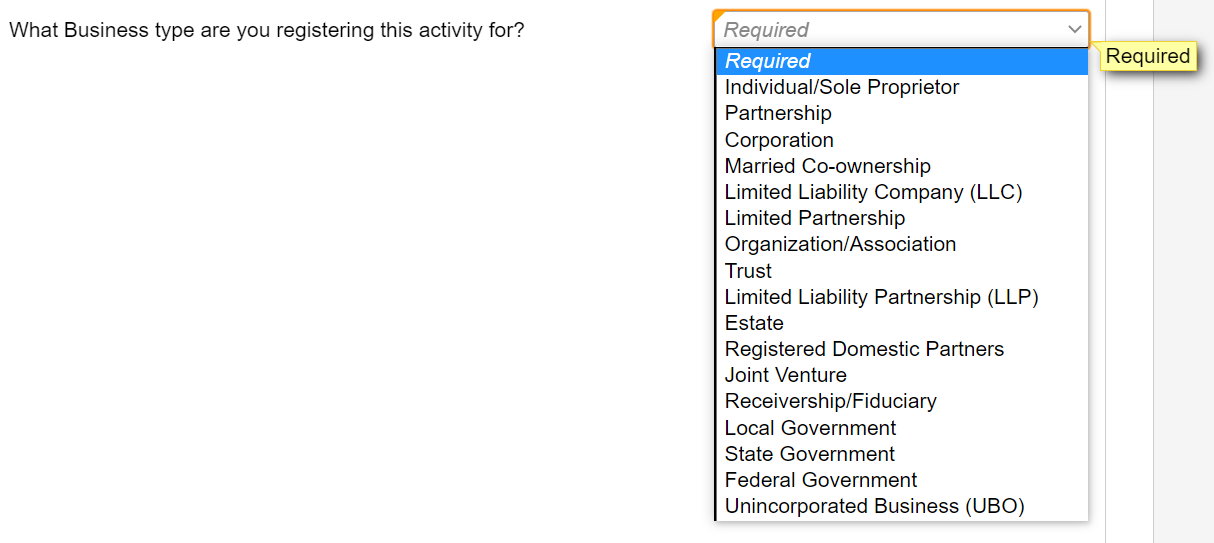 What Business type are you registering this activity for?
Required
Required
Required
Individual/Sole Proprietor
Partnership
Corporation
Married Co-ownership
Limited Liability Company (LLC)
Limited Partnership
Organization/Association
Trust
Limited Liability Partnership (LLP)
Estate
Registered Domestic Partners
Joint Venture
Receivership/Fiduciary
Local Government
State Government
Federal Government
Unincorporated Business (UBO)